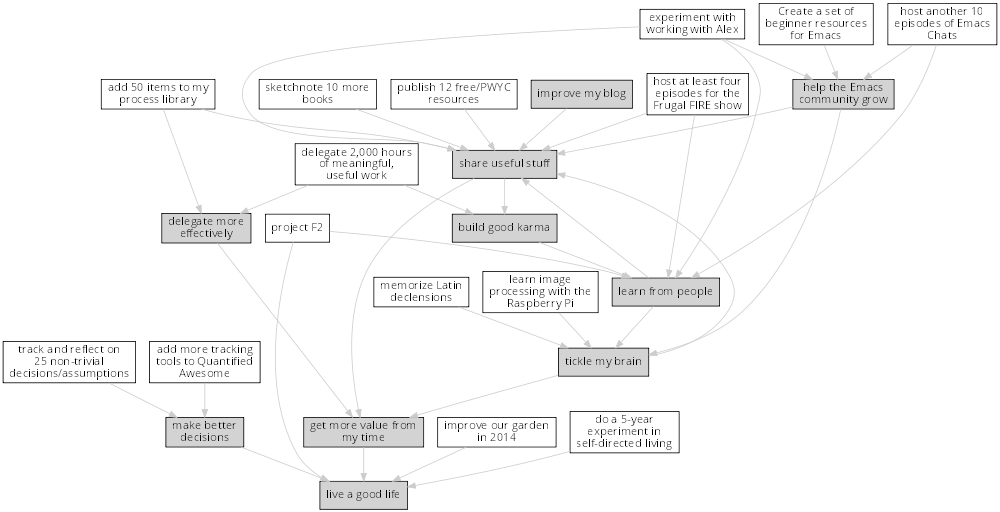 experiment with
working with Alex
Create a set of
beginner resources
for Emacs
host another 10
episodes of Emacs
Chats
add 50 items to my
process library
sketchnote 10 more
books
publish 12 free/PWYC
resources
improve my blog
host at least four
episodes for the
Frugal FIRE show
help the Emacs
community grow
delegate 2,000 hours
of meaningful,
useful work
share useful stuff
delegate more
effectively
project F2
build good karma
memorize Latin
declensions
learn image
processing with the
Raspberry Pi
learn from people
track and reflect on
25 non-trivial
decisions/assumptions
add more tracking
tools to Quantified
Awesome
tickle my brain
make better
decisions
get more value from
my time
improve our garden
in 2014
do a 5-year
experiment in
self-directed living
live a good life